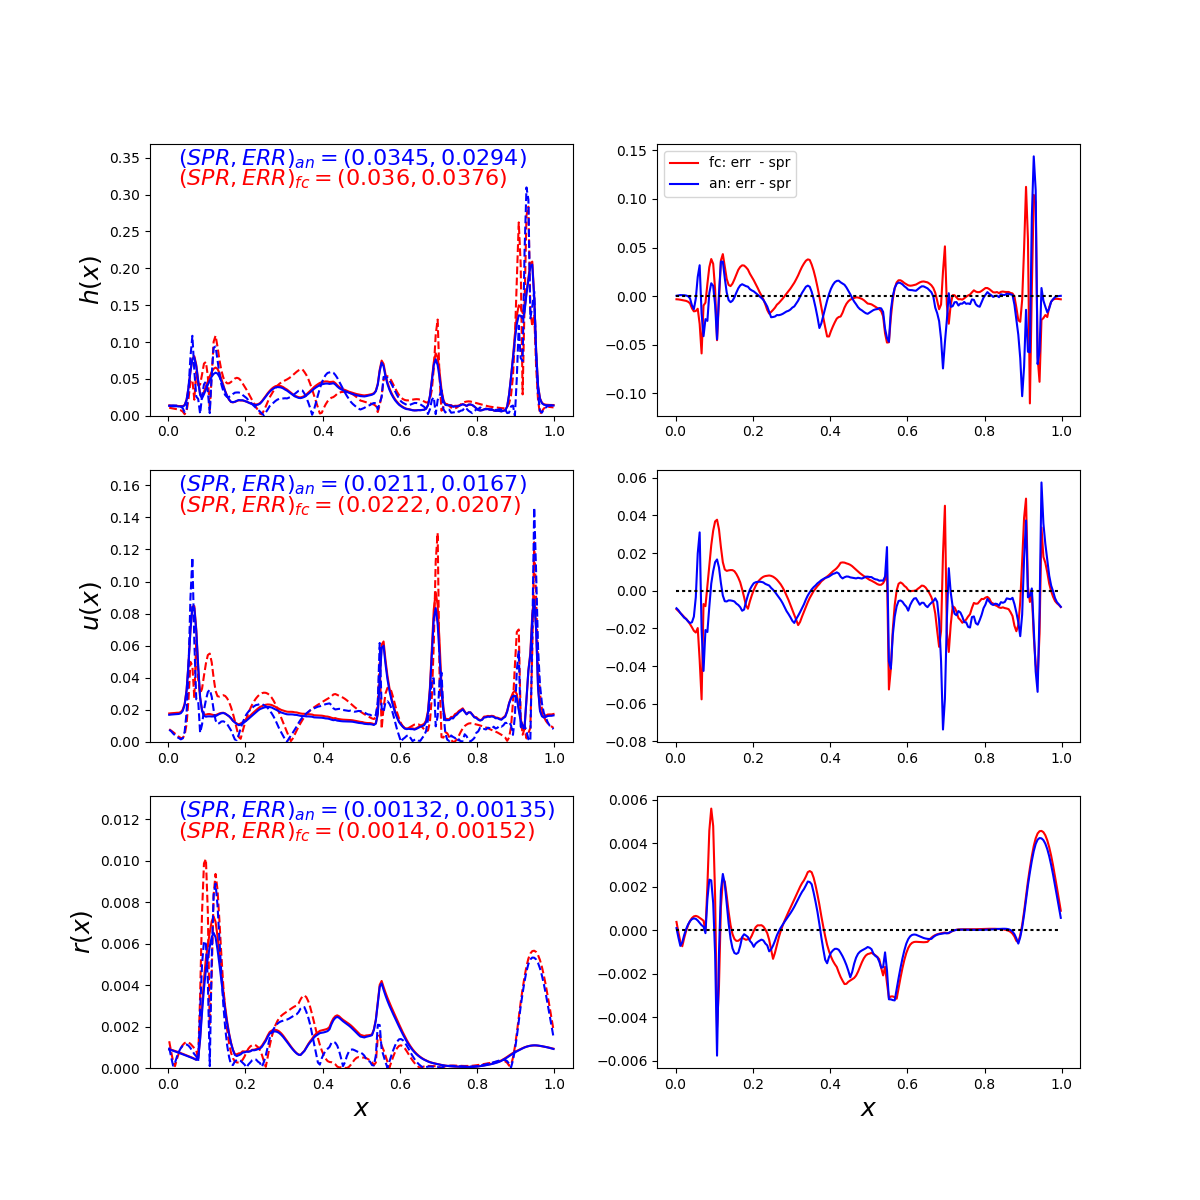 (SPR, ERR)an = (0.0345, 0.0294)
(SPR, ERR)fc = (0.036, 0.0376)
h(x)
0.35
0.30
0.25
0.20
0.15
0.10
0.05
0.00
0.0 0.2 0.4 0.6 0.8 1.0
fc: err - spr
an: err - spr
0.15
0.10
0.05
0.00
−0.05
−0.10
0.0 0.2 0.4 0.6 0.8 1.0
(SPR, ERR)an = (0.0211, 0.0167)
(SPR, ERR)fc = (0.0222, 0.0207)
u(x)
0.16
0.14
0.12
0.10
0.08
0.06
0.04
0.02
0.00
0.0 0.2 0.4 0.6 0.8 1.0
0.06
0.04
0.02
0.00
−0.02
−0.04
−0.06
−0.08
0.0 0.2 0.4 0.6 0.8 1.0
(SPR, ERR)an = (0.00132, 0.00135)
(SPR, ERR)fc = (0.0014, 0.00152)
r(x)
0.012
0.010
0.008
0.006
0.004
0.002
0.000
0.0 0.2 0.4 0.6 0.8 1.0
x
0.006
0.004
0.002
0.000
−0.002
−0.004
−0.006
0.0 0.2 0.4 0.6 0.8 1.0
x